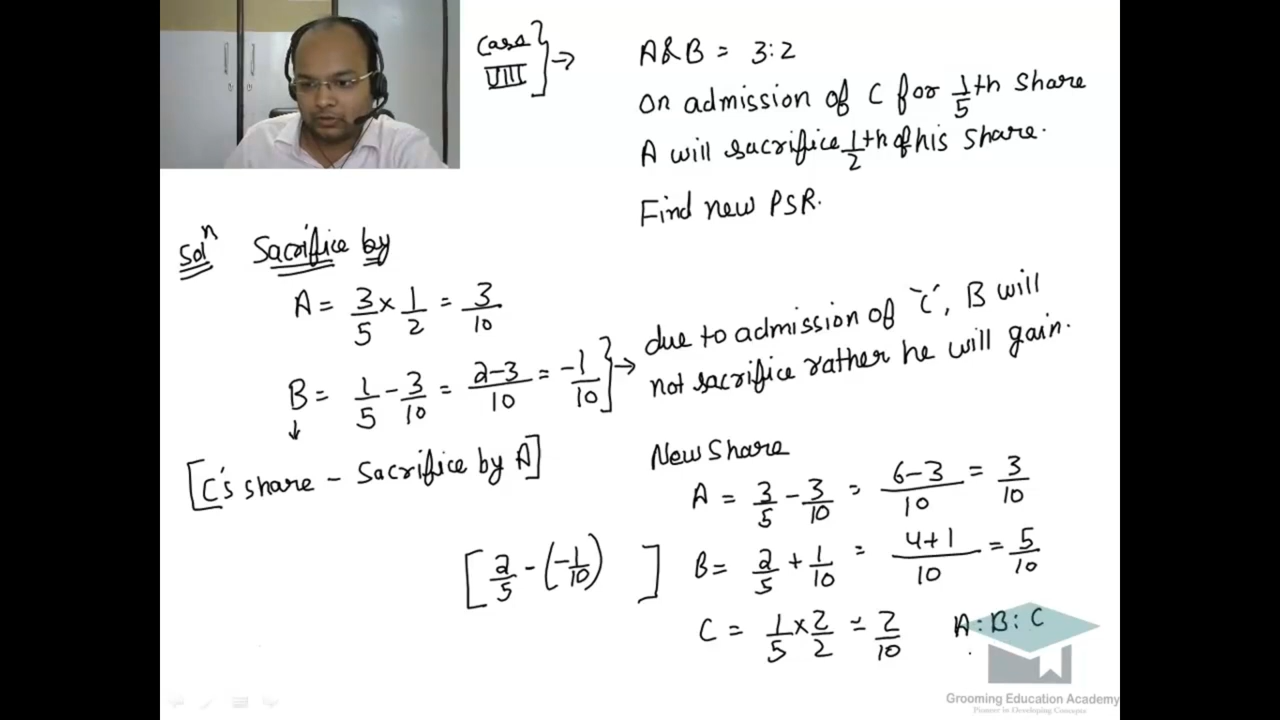 Case
VIII
A&B = 3:2
On admission of C for 1/5th share
A will sacrifice 1/2th of his share.
Find new PSR.
Solⁿ Sacrifice by
A = 3/5 × 1/2 = 3/10
B = 1/5 - 3/10 = 2-3/10 = -1/10
due to admission of 'C', B will
not sacrifice rather he will gain.
[C's share - Sacrifice by A]
New Share
A = 3/5 - 3/10 = 6-3/10 = 3/10
[2/5 - (-1/10) ]
B = 2/5 + 1/10 = 4+1/10 = 5/10
C = 1/5 × 2/2 = 2/10
A : B : C
Grooming Education Academy
Pioneer in Developing Concepts